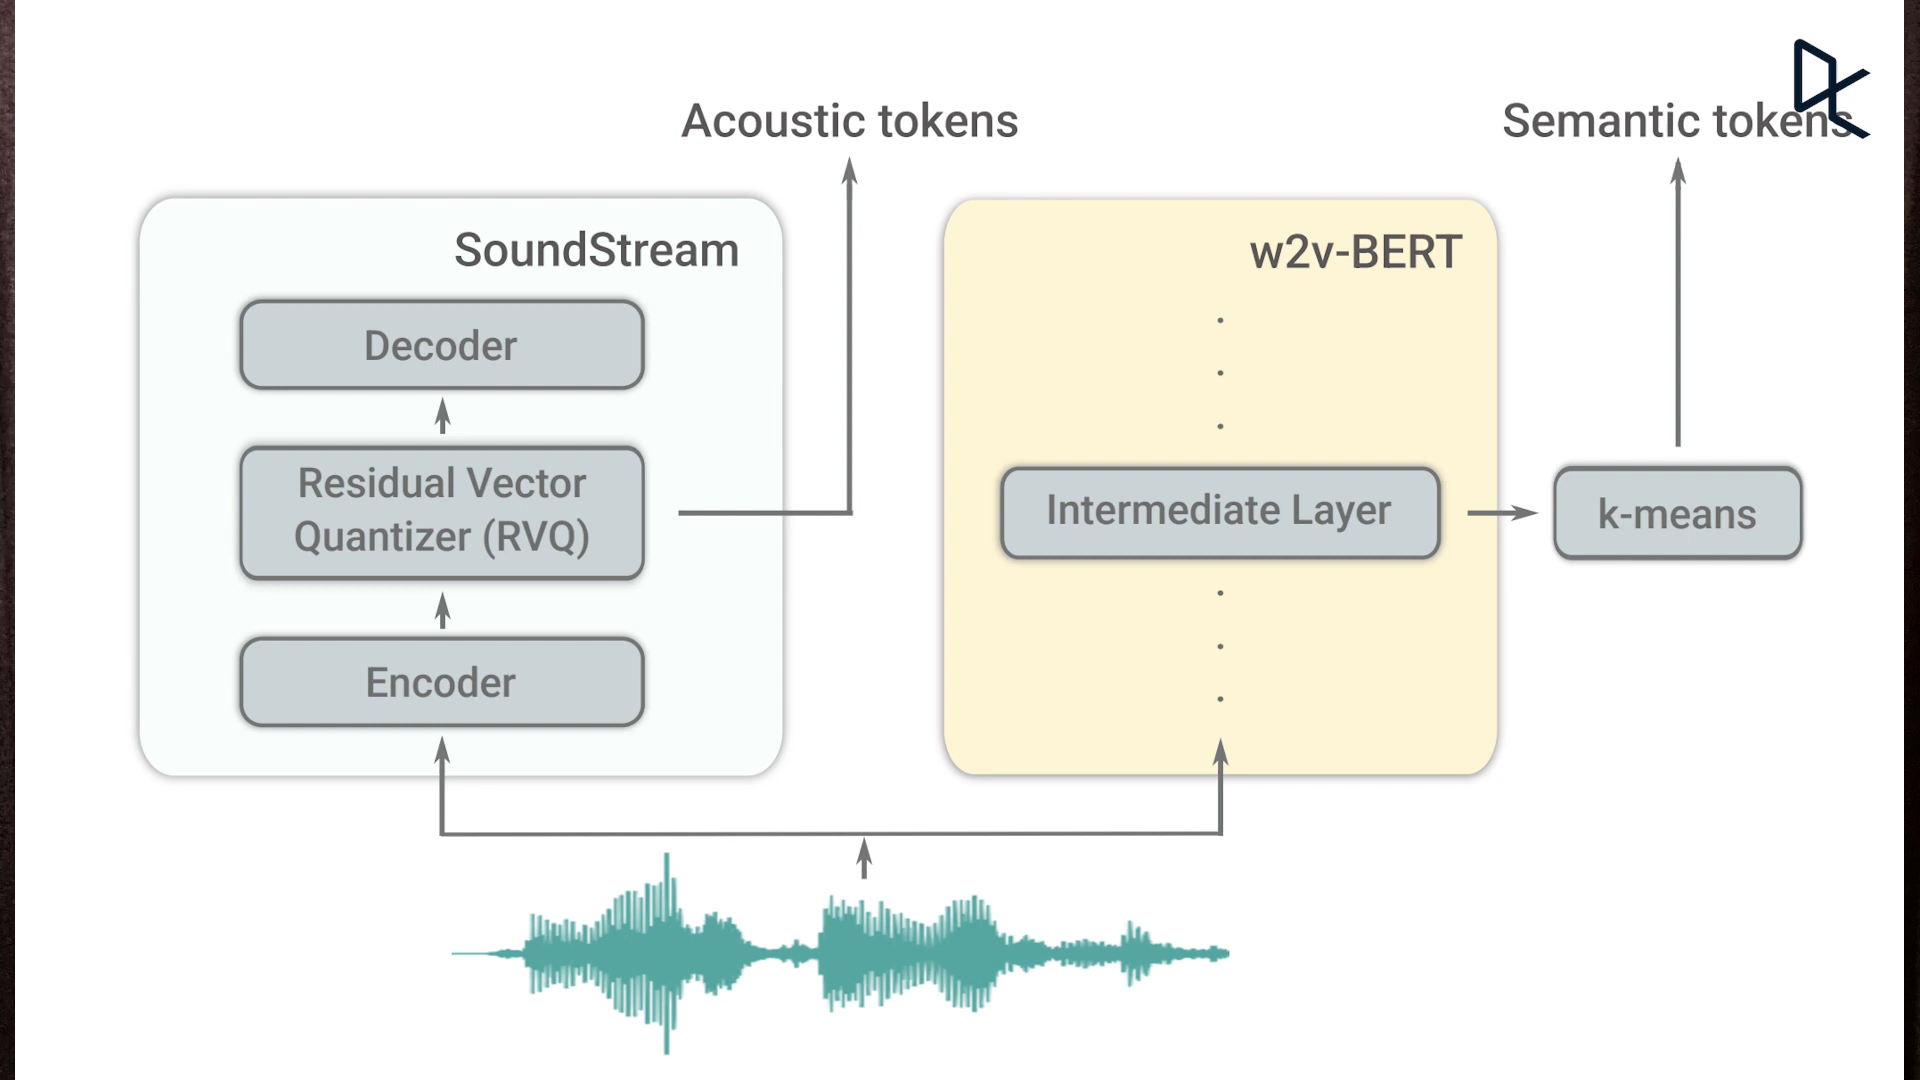 Acoustic tokens
Semantic tokens
SoundStream
Decoder
Residual Vector
Quantizer (RVQ)
Encoder
w2v-BERT
Intermediate Layer
k-means